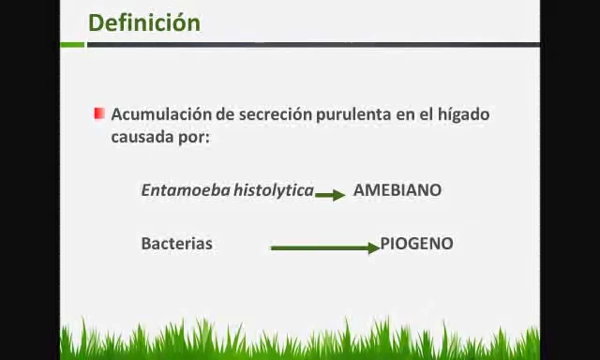 Definición
Acumulación de secreción purulenta en el hígado
causada por:
Entamoeba histolytica AMEBIANO
Bacterias PIOGENO